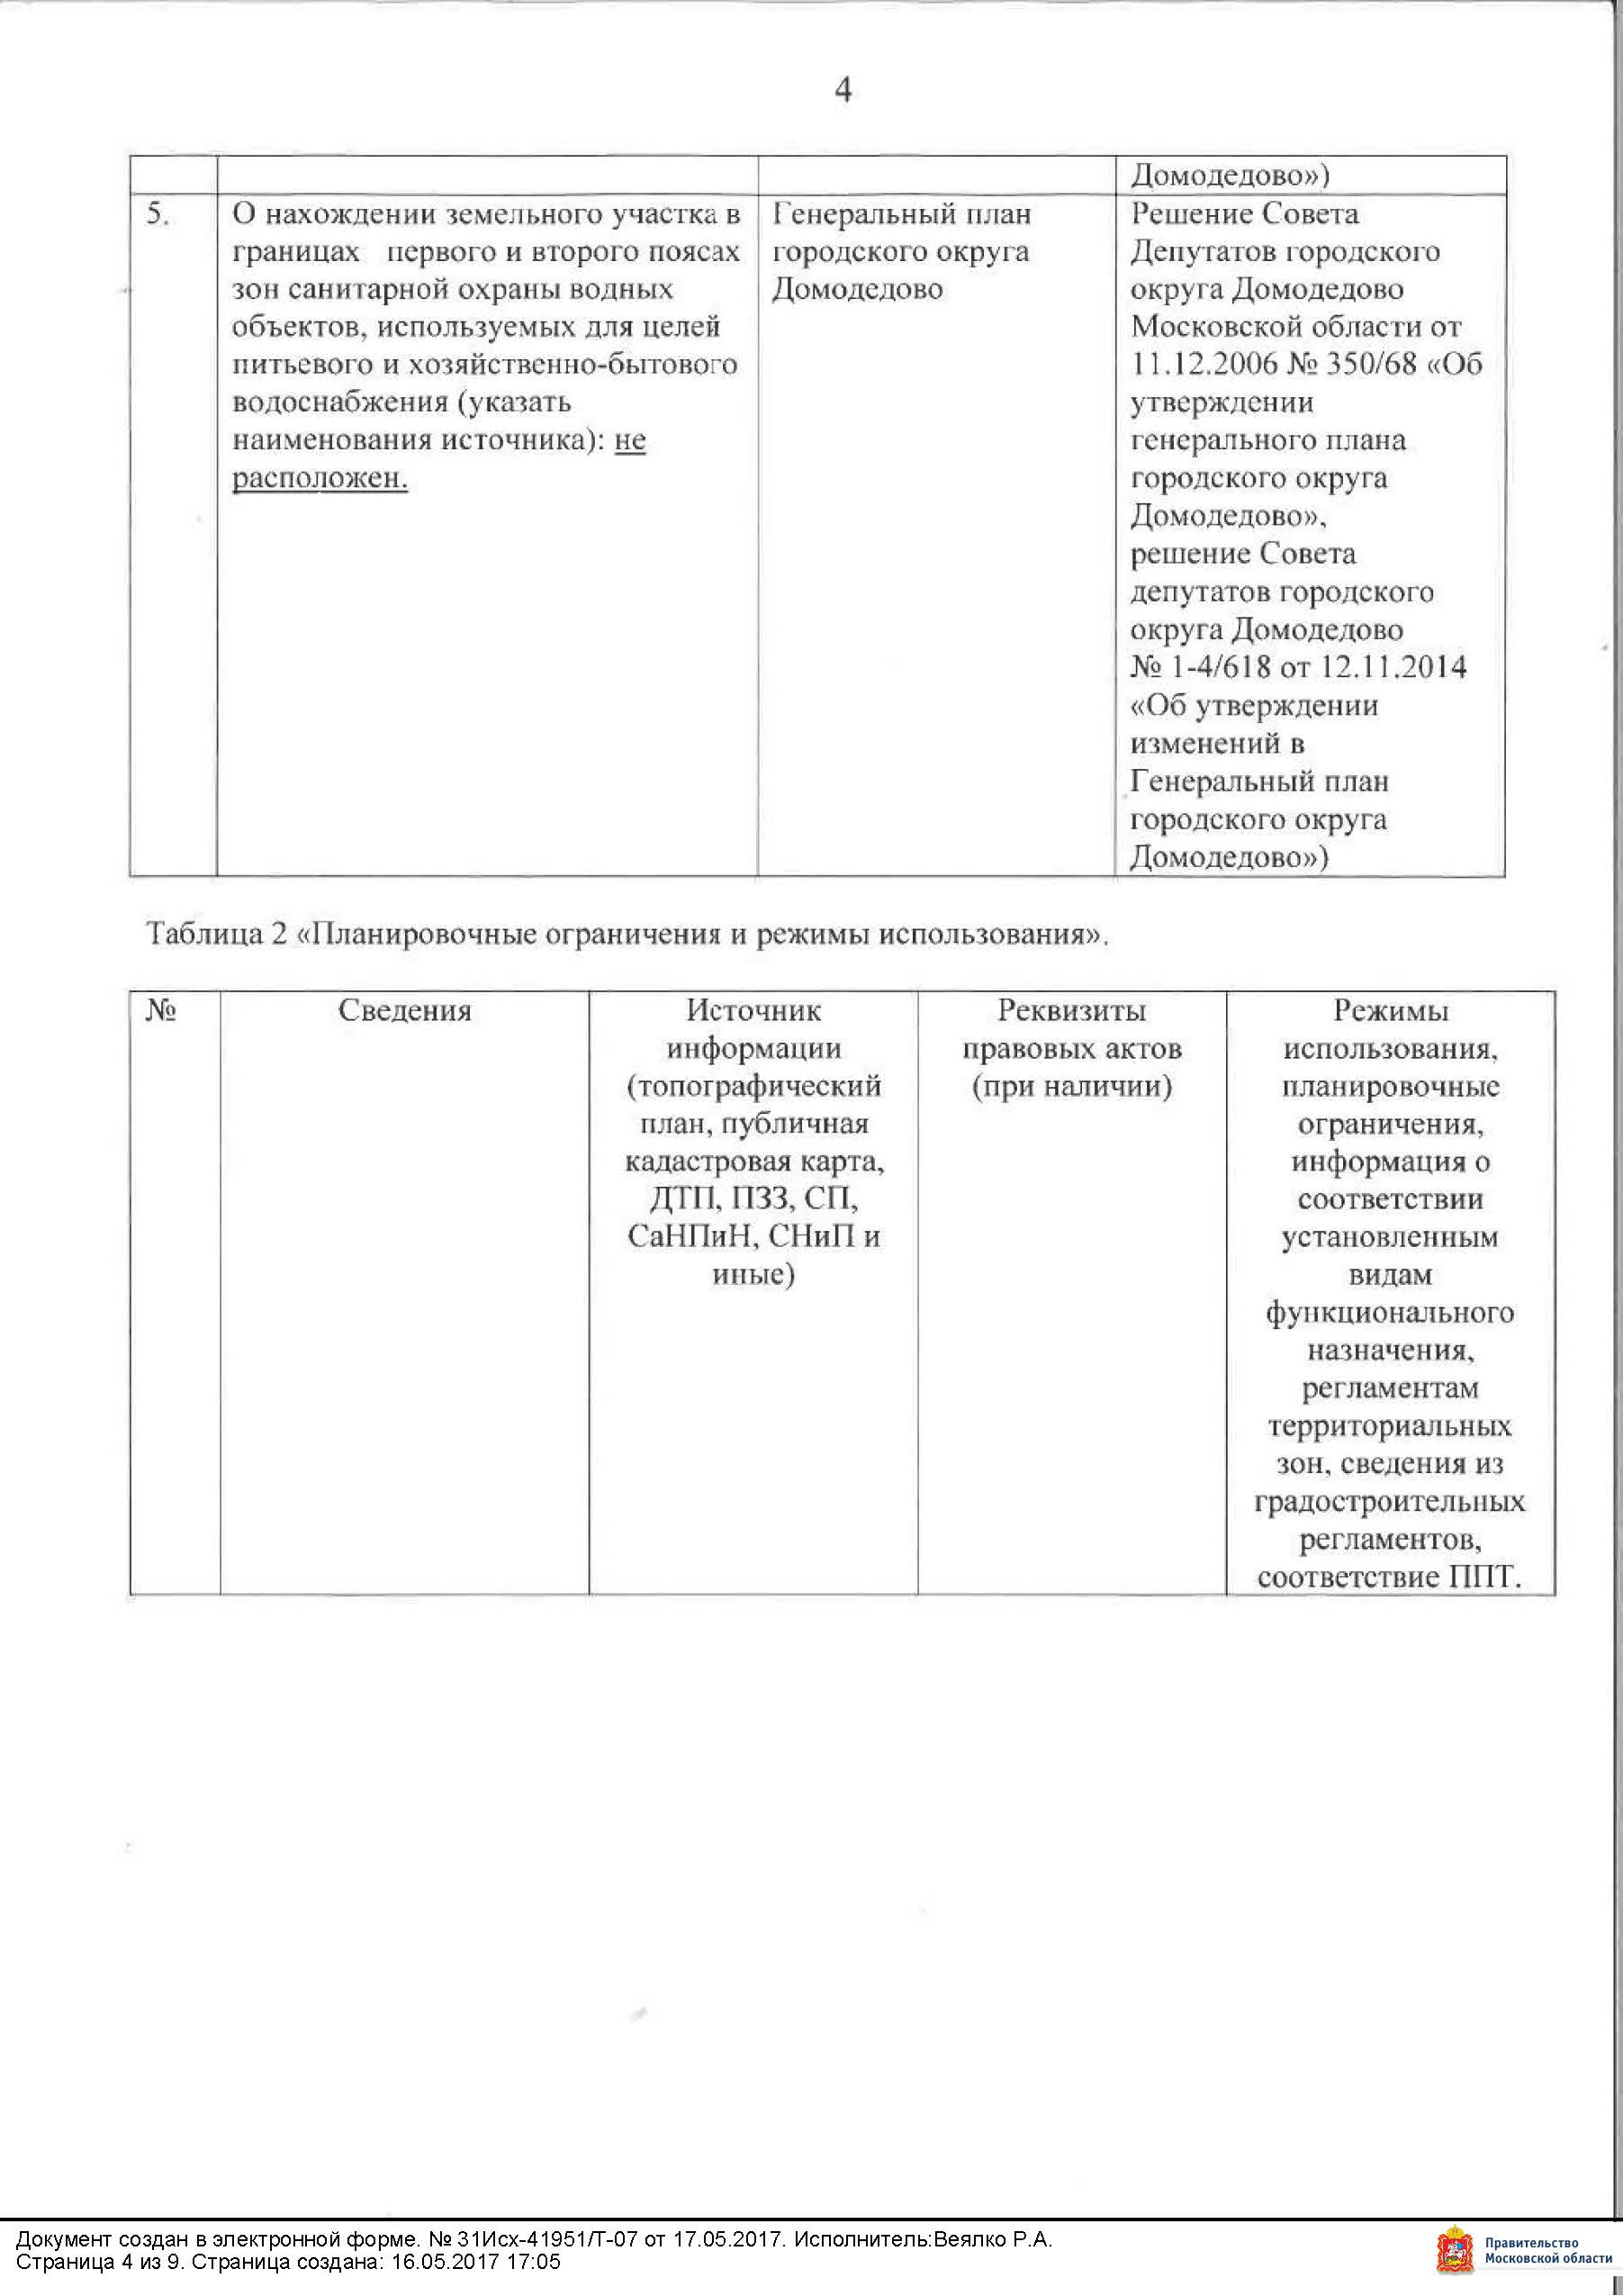 4
Домодедово»)
5.
О нахождении земельного участка в
границах первого и второго поясах
зон санитарной охраны водных
объектов, используемых для целей
питьевого и хозяйственно-бытового
водоснабжения (указать
наименования источника): не
расположен.
Генеральный план
городского округа
Домодедово
Решение Совета
Депутатов городского
округа Домодедово
Московской области от
11.12.2006 № 350/68 «Об
утверждении
генерального плана
городского округа
Домодедово»,
решение Совета
депутатов городского
округа Домодедово
№ 1-4/618 от 12.11.2014
«Об утверждении
изменений в
Генеральный план
городского округа
Домодедово»)
Таблица 2 «Планировочные ограничения и режимы использования».
№
Сведения
Источник
информации
(топографический
план, публичная
кадастровая карта,
ДТП, ПЗЗ, СП,
СаНПиН, СНиП и
иные)
Реквизиты
правовых актов
(при наличии)
Режимы
использования,
планировочные
ограничения,
информация о
соответствии
установленным
видам
функционального
назначения,
регламентам
территориальных
зон, сведения из
градостроительных
регламентов,
соответствие ППТ.
Документ создан в электронной форме. № 31Исх-41951/Т-07 от 17.05.2017. Исполнитель:Веялко Р.А.
Страница 4 из 9. Страница создана: 16.05.2017 17:05
Правительство
Московской области